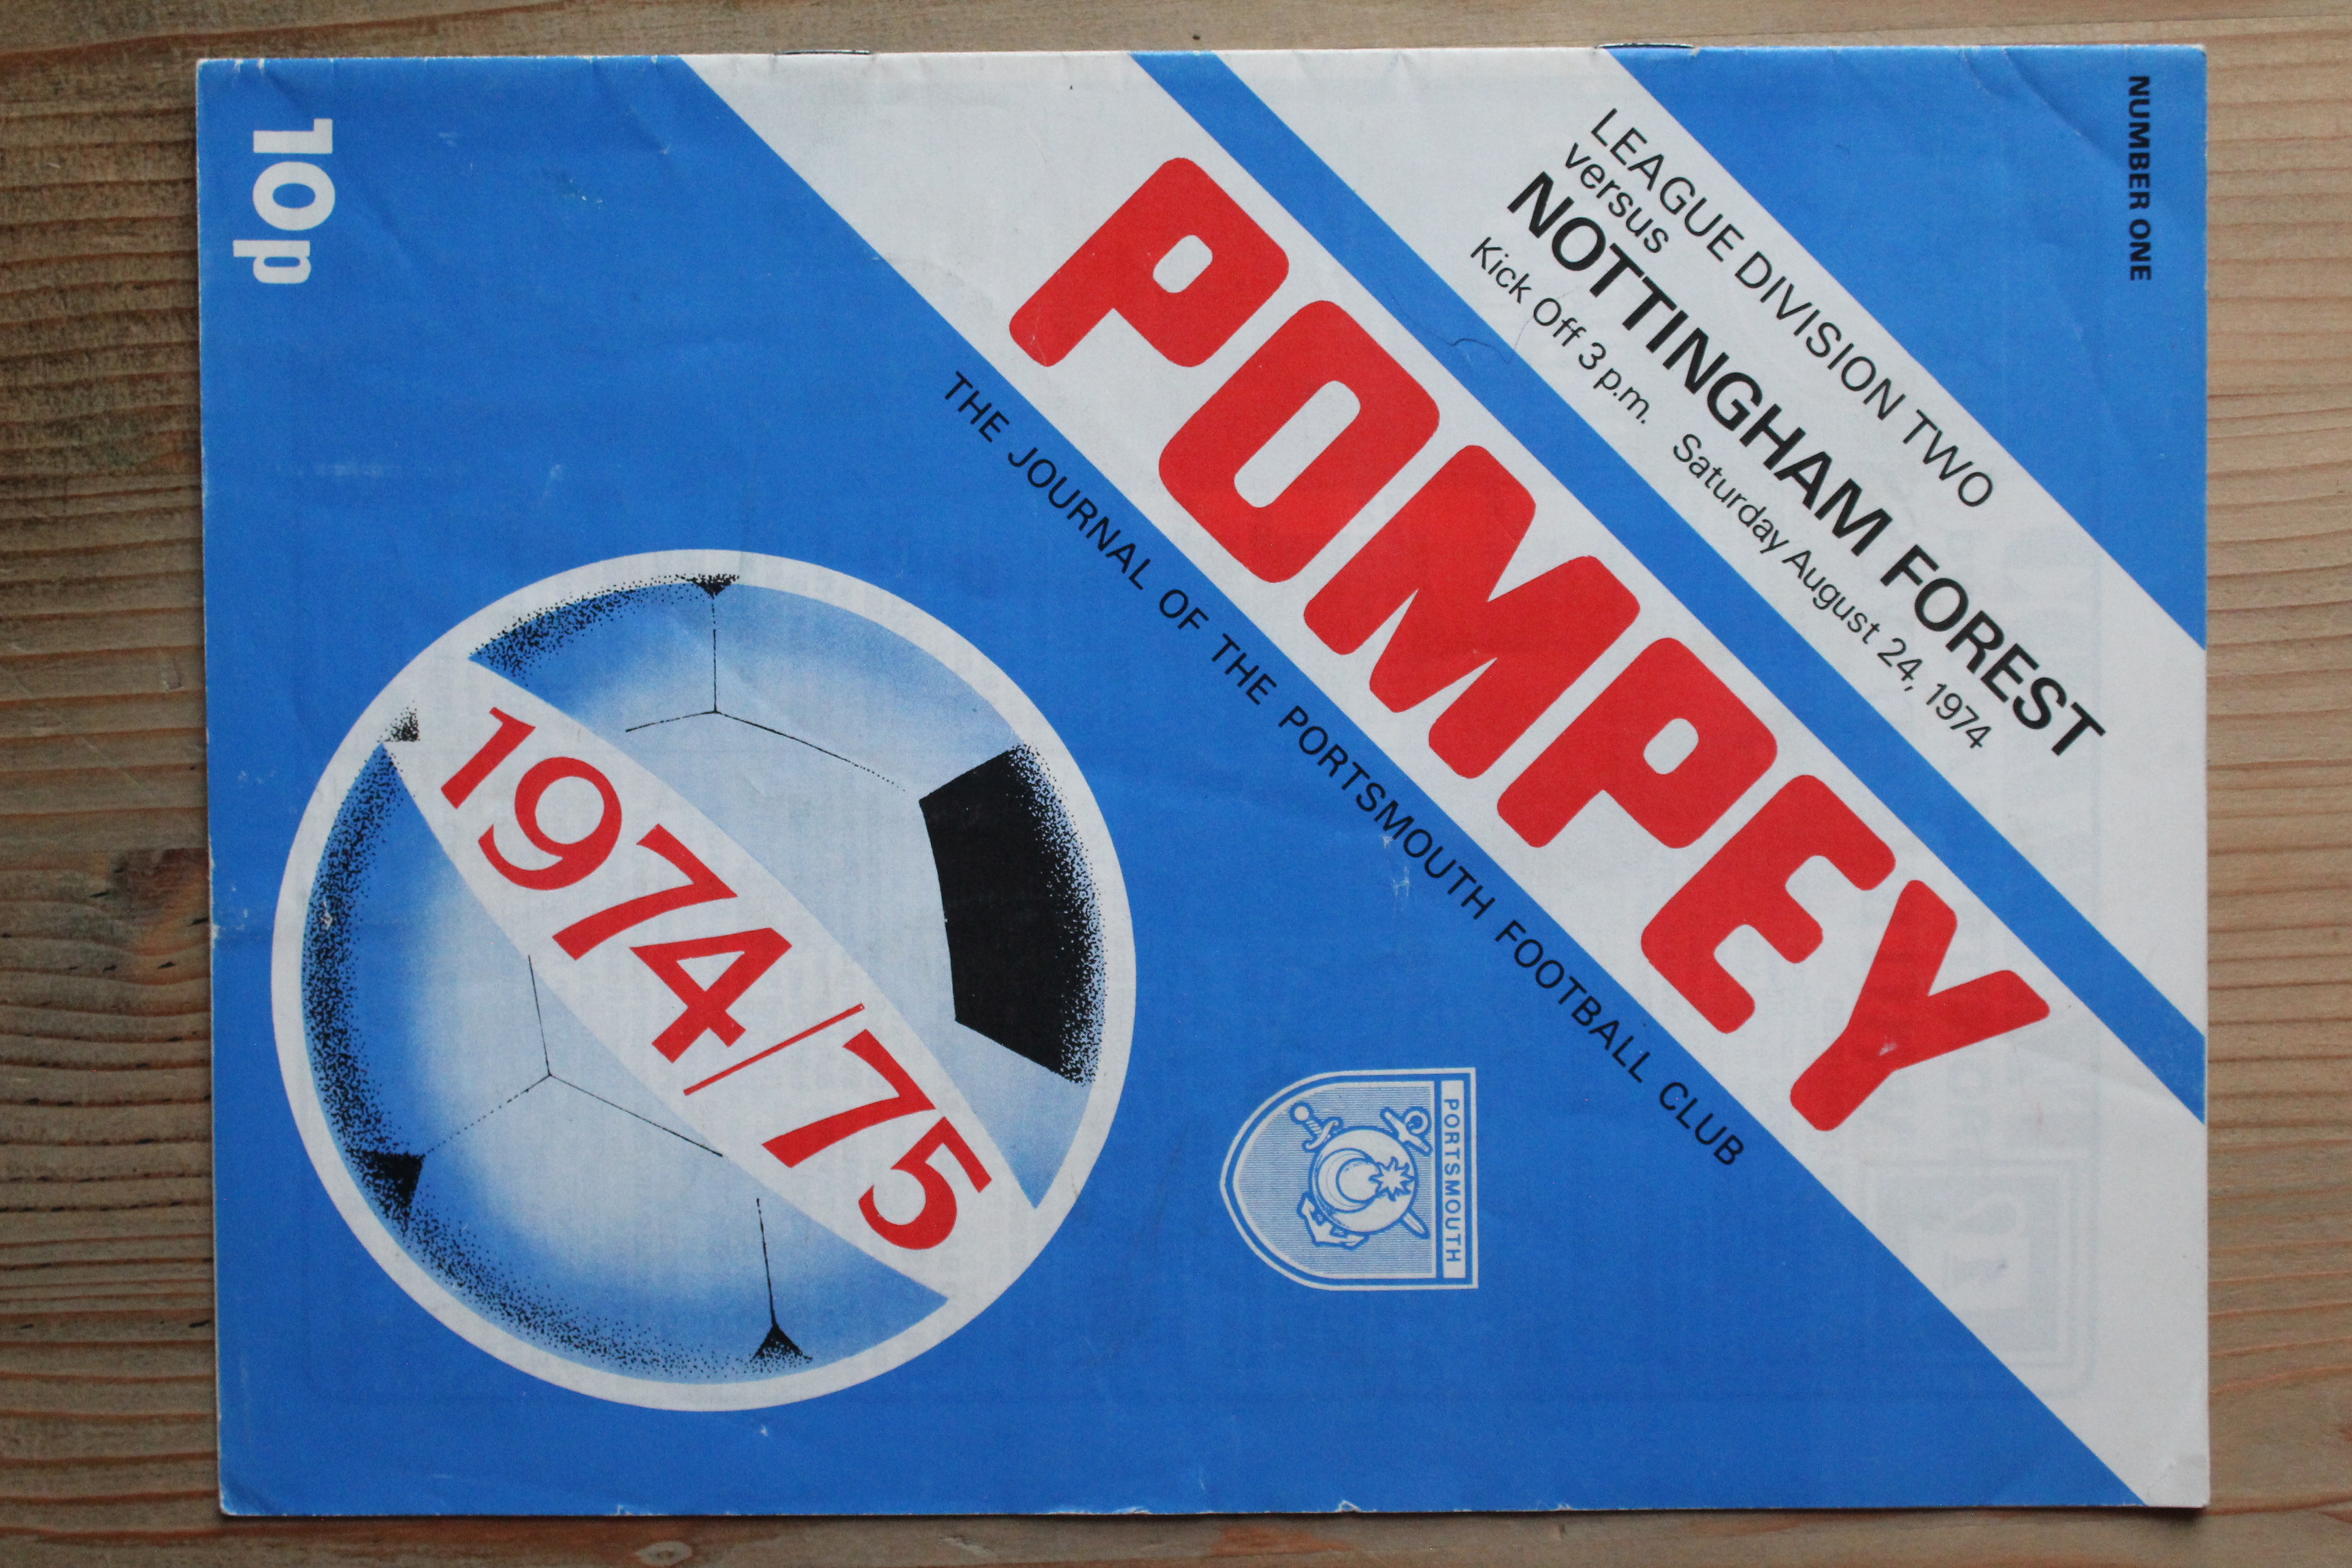 NUMBER ONE
LEAGUE DIVISION TWO
versus
NOTTINGHAM FOREST
Kick Off 3 p.m. Saturday August 24, 1974
POMPEY
THE JOURNAL OF THE PORTSMOUTH FOOTBALL CLUB
PORTSMOUTH
1974/75
10p